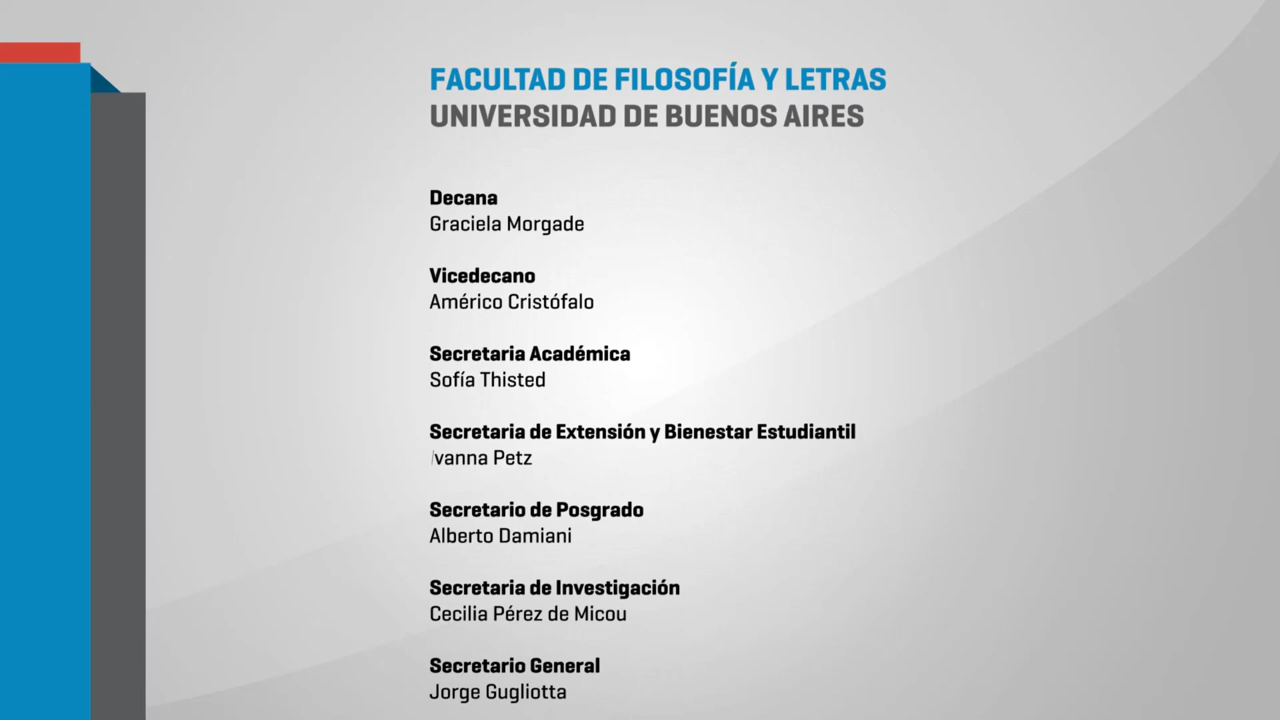 FACULTAD DE FILOSOFÍA Y LETRAS
UNIVERSIDAD DE BUENOS AIRES
Decana
Graciela Morgade
Vicedecano
Américo Cristófalo
Secretaria Académica
Sofía Thisted
Secretaria de Extensión y Bienestar Estudiantil
Ivanna Petz
Secretario de Posgrado
Alberto Damiani
Secretaria de Investigación
Cecilia Pérez de Micou
Secretario General
Jorge Gugliotta